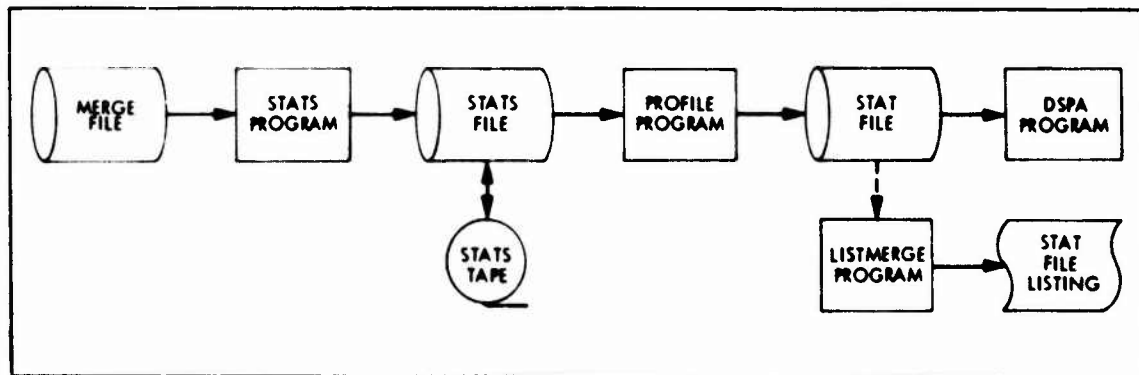 MERGE
FILE
STATS
PROGRAM
STATS
FILE
PROFILE
PROGRAM
STAT
FILE
DSPA
PROGRAM
STATS
TAPE
LISTMERGE
PROGRAM
STAT
FILE
LISTING